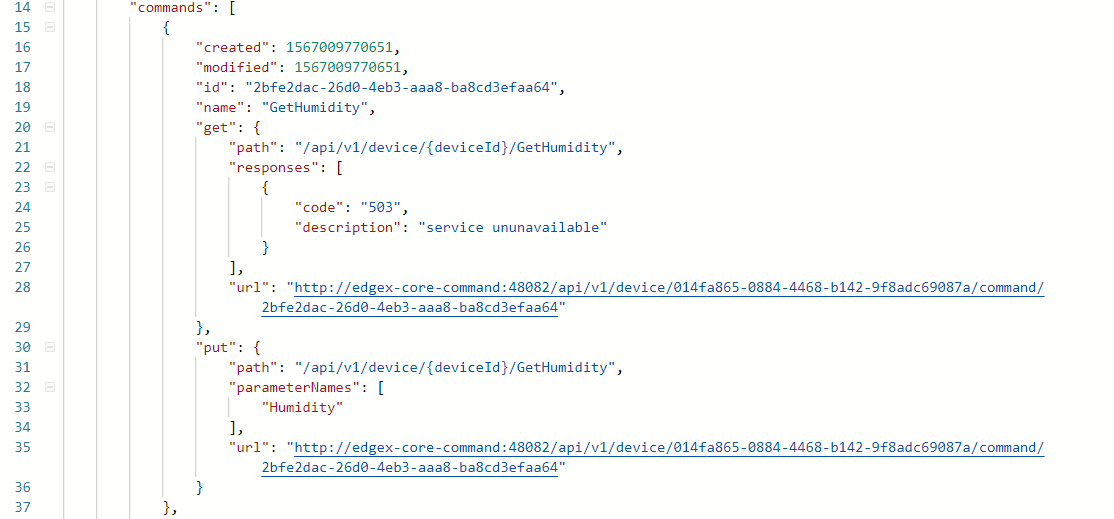 14 "commands": [
15 {
16 "created": 1567009770651,
17 "modified": 1567009770651,
18 "id": "2bfe2dac-26d0-4eb3-aaa8-ba8cd3efaa64",
19 "name": "GetHumidity",
20 "get": {
21 "path": "/api/v1/device/{deviceId}/GetHumidity",
22 "responses": [
23 {
24 "code": "503",
25 "description": "service ununavailable"
26 }
27 ],
28 "url": "http://edgex-core-command:48082/api/v1/device/014fa865-0884-4468-b142-9f8adc69087a/command/
2bfe2dac-26d0-4eb3-aaa8-ba8cd3efaa64"
29 },
30 "put": {
31 "path": "/api/v1/device/{deviceId}/GetHumidity",
32 "parameterNames": [
33 "Humidity"
34 ],
35 "url": "http://edgex-core-command:48082/api/v1/device/014fa865-0884-4468-b142-9f8adc69087a/command/
2bfe2dac-26d0-4eb3-aaa8-ba8cd3efaa64"
36 }
37 },